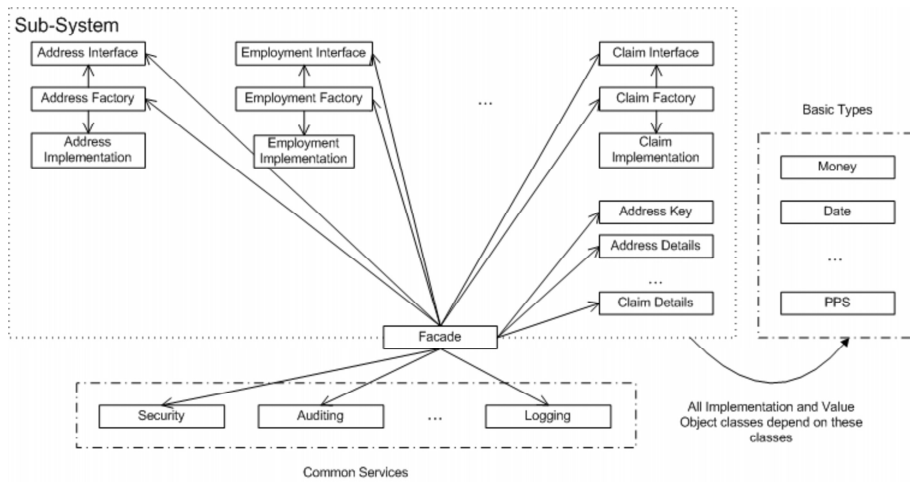 Sub-System
Address Interface
Employment Interface
Claim Interface
Address Factory
Employment Factory
...
Claim Factory
Address
Implementation
Employment
Implementation
Claim
Implementation
Address Key
Address Details
...
Claim Details
Facade
Basic Types
Money
Date
...
PPS
Security
Auditing
...
Logging
Common Services
All Implementation and Value
Object classes depend on these
classes